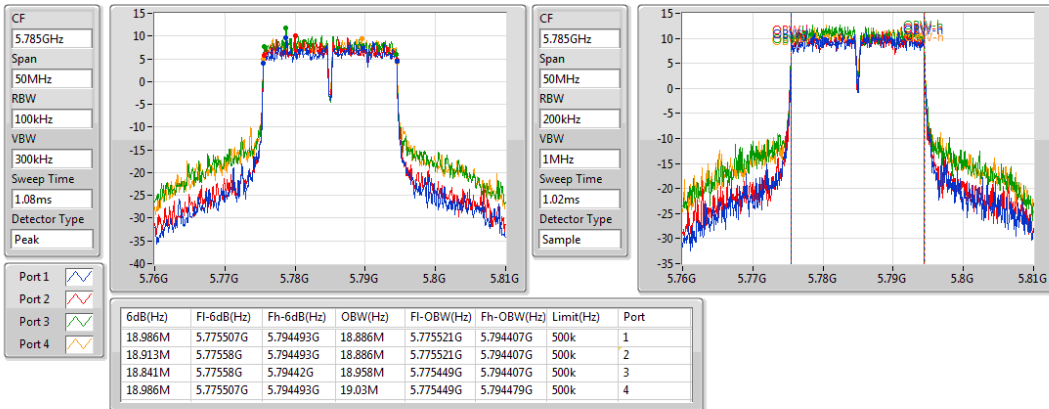 CF
5.785GHz
Span
50MHz
RBW
100kHz
VBW
300kHz
Sweep Time
1.08ms
Detector Type
Peak
15
10
5
0
-5
-10
-15
-20
-25
-30
-35
-40
5.76G 5.77G 5.78G 5.79G 5.8G 5.81G
CF
5.785GHz
Span
50MHz
RBW
200kHz
VBW
1MHz
Sweep Time
1.02ms
Detector Type
Sample
15
10
5
0
-5
-10
-15
-20
-25
-30
-35
5.76G 5.77G 5.78G 5.79G 5.8G 5.81G
Port 1
Port 2
Port 3
Port 4
6dB(Hz) Fl-6dB(Hz) Fh-6dB(Hz) OBW(Hz) Fl-OBW(Hz) Fh-OBW(Hz) Limit(Hz) Port
18.986M 5.775507G 5.794493G 18.886M 5.775521G 5.794407G 500k 1
18.913M 5.77558G 5.794493G 18.886M 5.775521G 5.794407G 500k 2
18.841M 5.77558G 5.79442G 18.958M 5.775449G 5.794407G 500k 3
18.986M 5.775507G 5.794493G 19.03M 5.775449G 5.794479G 500k 4